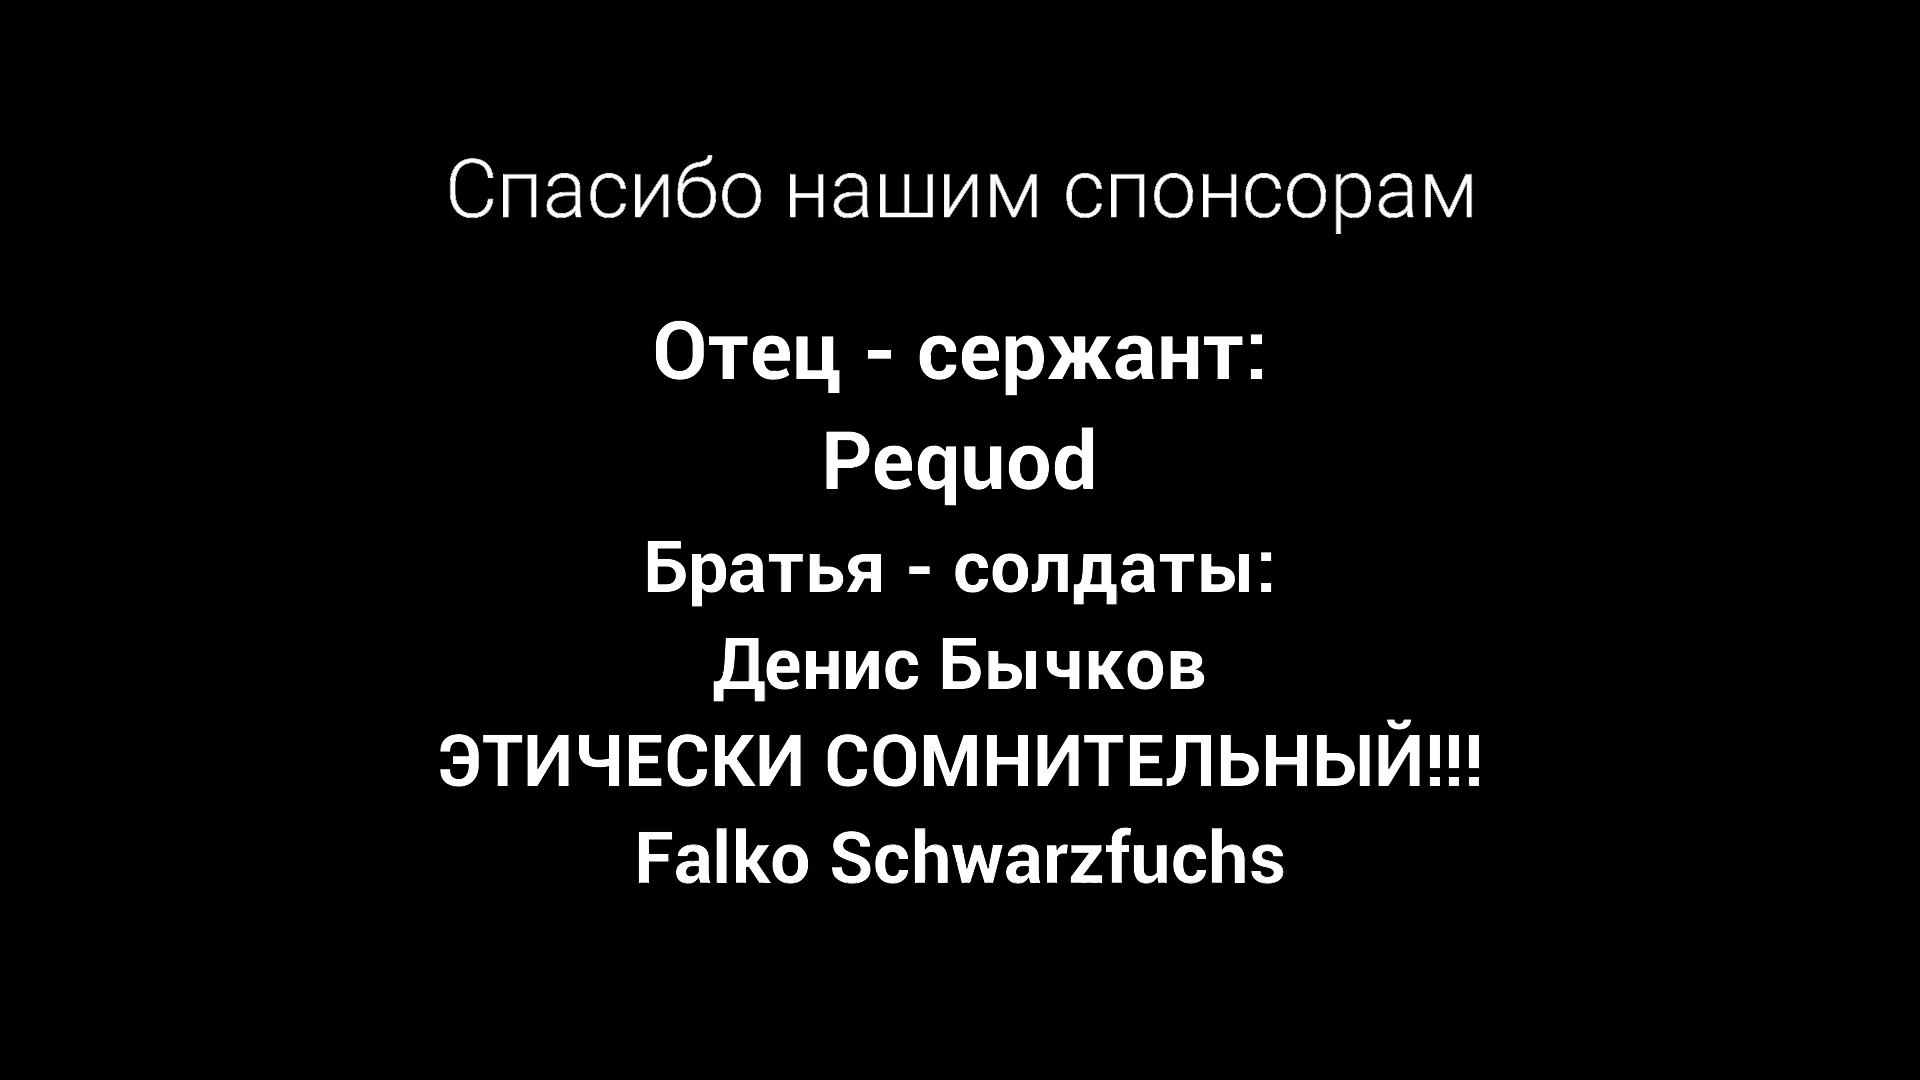 Спасибо нашим спонсорам
Отец - сержант:
Pequod
Братья - солдаты:
Денис Бычков
ЭТИЧЕСКИ СОМНИТЕЛЬНЫЙ!!!
Falko Schwarzfuchs